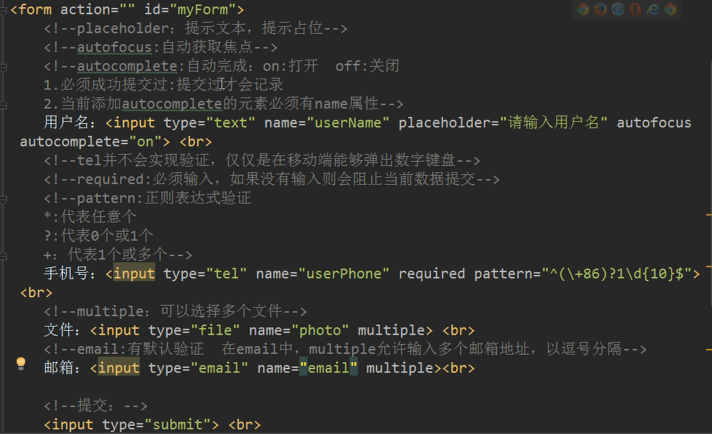 <form action="" id="myForm">
<!--placeholder：提示文本，提示占位-->
<!--autofocus:自动获取焦点-->
<!--autocomplete:自动完成：on:打开  off:关闭
1.必须成功提交过:提交过才会记录
2.当前添加autocomplete的元素必须有name属性-->
用户名：<input type="text" name="userName" placeholder="请输入用户名" autofocus
autocomplete="on"> <br>
<!--tel并不会实现验证，仅仅是在移动端能够弹出数字键盘-->
<!--required:必须输入，如果没有输入则会阻止当前数据提交-->
<!--pattern:正则表达式验证
*:代表任意个
?:代表0个或1个
+：代表1个或多个-->
手机号：<input type="tel" name="userPhone" required pattern="^(\+86)?1\d{10}$">
<br>
<!--multiple：可以选择多个文件-->
文件：<input type="file" name="photo" multiple> <br>
<!--email:有默认验证  在email中，multiple允许输入多个邮箱地址，以逗号分隔-->
邮箱：<input type="email" name="email" multiple><br>
<!--提交：-->
<input type="submit"> <br>